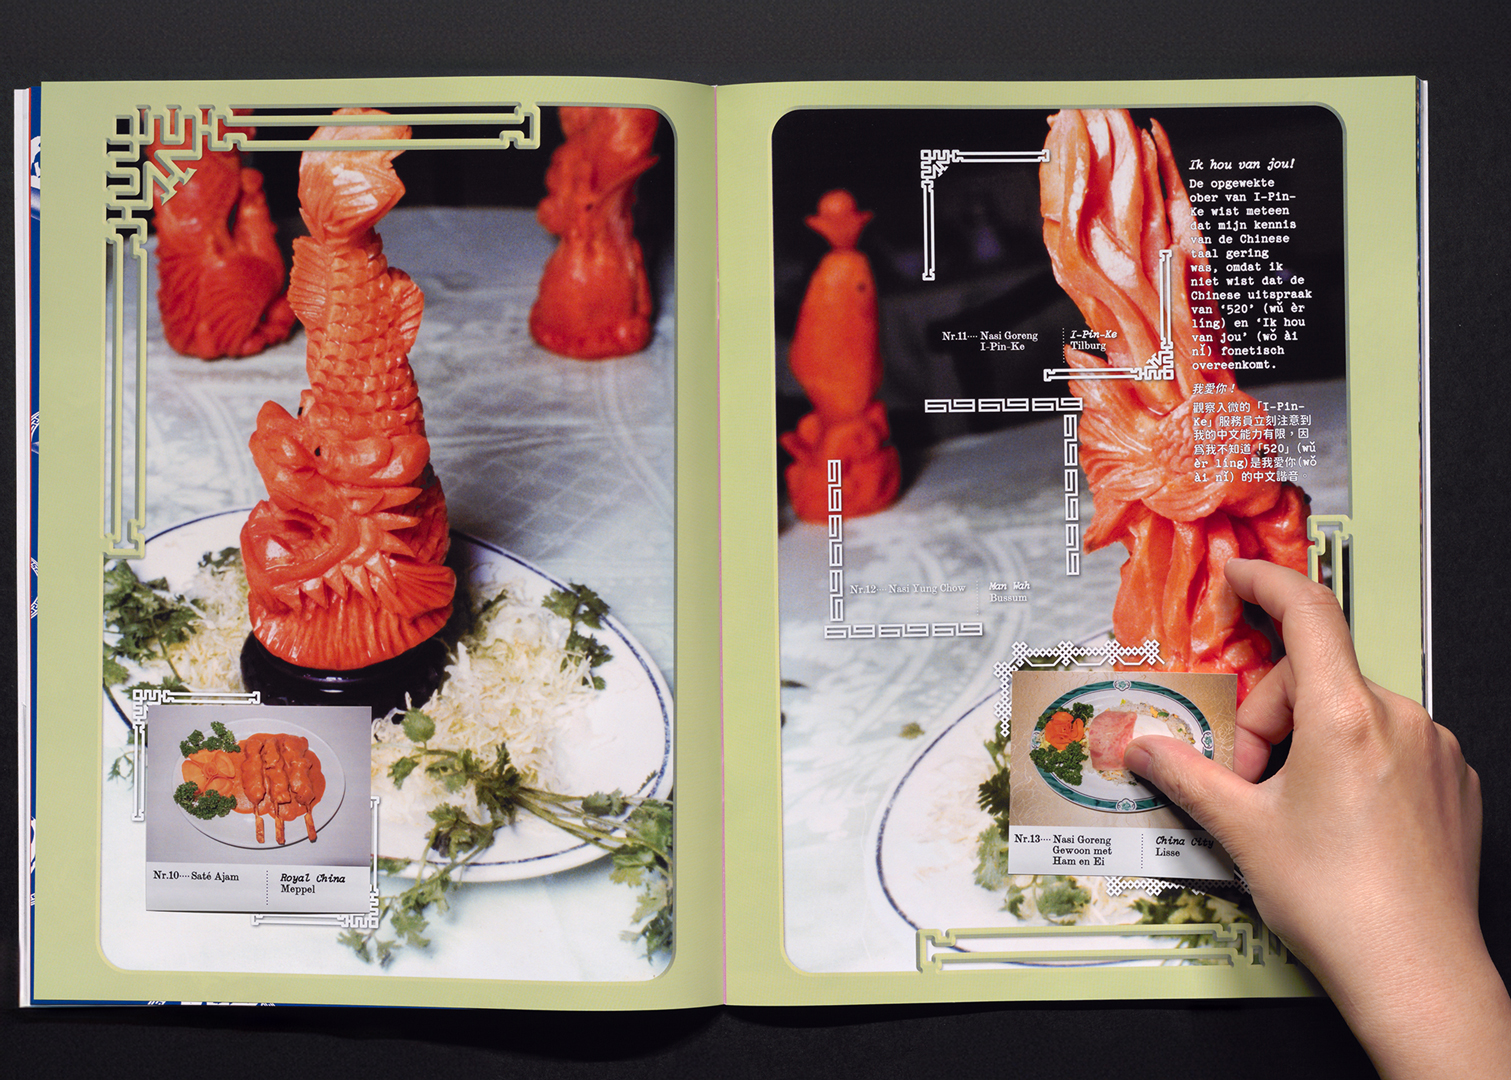 Nr.10····Saté Ajam
Royal China
Meppel
Ik hou van jou!
De opgewekte
ober van I-Pin-
Ke wist meteen
dat mijn kennis
van de Chinese
taal gering
was, omdat ik
niet wist dat de
Chinese uitspraak
van ‘520’ (wǔ èr
líng) en ‘Ik hou
van jou’ (wǒ ài
nǐ) fonetisch
overeenkomt.
我愛你！
觀察入微的「I-Pin-
Ke」服務員立刻注意到
我的中文能力有限，因
為我不知道「520」(wǔ
èr líng)是我愛你(wǒ
ài nǐ) 的中文諧音。
Nr.11····Nasi Goreng
I-Pin-Ke
I-Pin-Ke
Tilburg
Nr.12····Nasi Yung Chow
Man Wah
Bussum
Nr.13····Nasi Goreng
Gewoon met
Ham en Ei
China City
Lisse